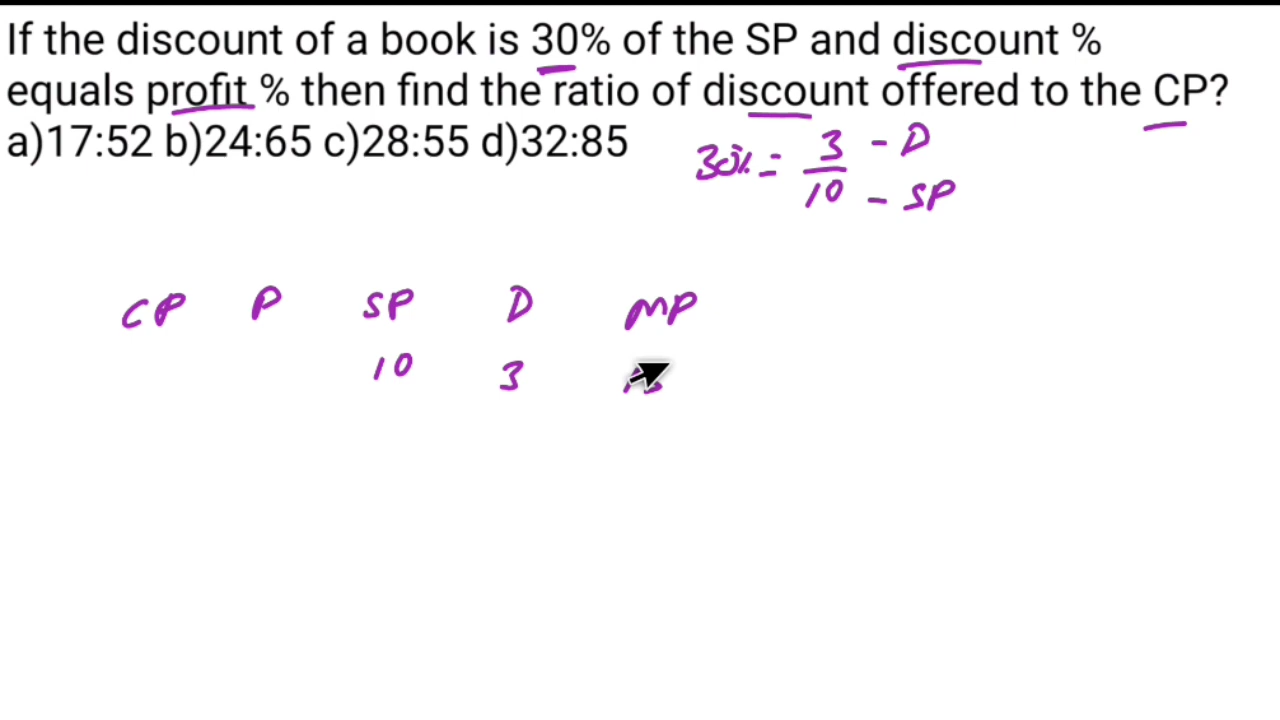 If the discount of a book is 30% of the SP and discount %
equals profit % then find the ratio of discount offered to the CP?
a)17:52 b)24:65 c)28:55 d)32:85
30% = 3/10 - D - SP
CP P SP D MP
10 3